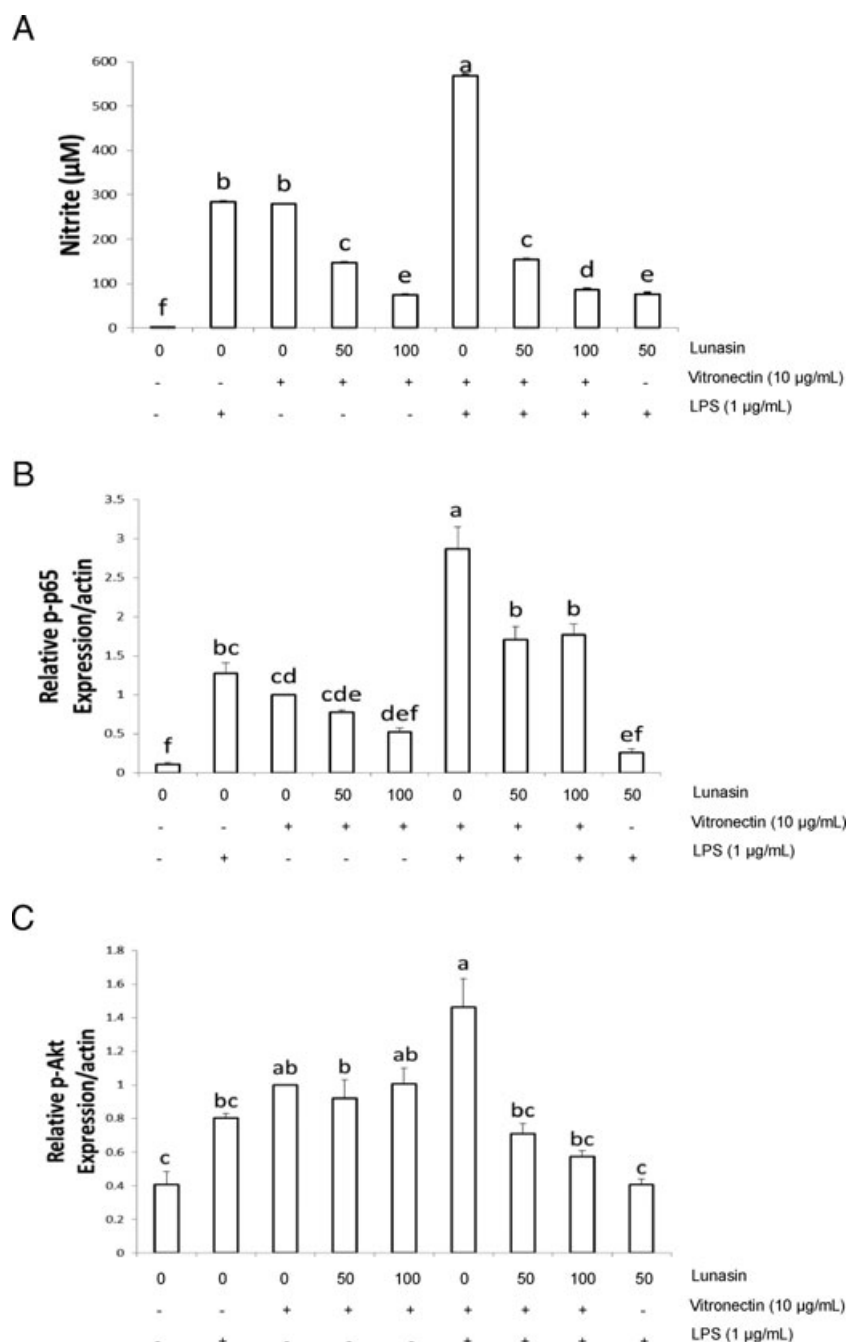 A
Nitrite (µM)
600
500
400
300
200
100
0
f b b c e a c d e
0 0 0 50 100 0 50 100 50 Lunasin
- - + + + + + + - Vitronectin (10 µg/mL)
- + - - - + + + + LPS (1 µg/mL)
B
Relative p-p65
Expression/actin
3.5
3
2.5
2
1.5
1
0.5
0
f bc cd cde def a b b ef
0 0 0 50 100 0 50 100 50 Lunasin
- - + + + + + + - Vitronectin (10 µg/mL)
- + - - - + + + + LPS (1 µg/mL)
C
Relative p-Akt
Expression/actin
1.8
1.6
1.4
1.2
1
0.8
0.6
0.4
0.2
0
c bc ab b ab a bc bc c
0 0 0 50 100 0 50 100 50 Lunasin
- - + + + + + + - Vitronectin (10 µg/mL)
- + - - - + + + + LPS (1 µg/mL)